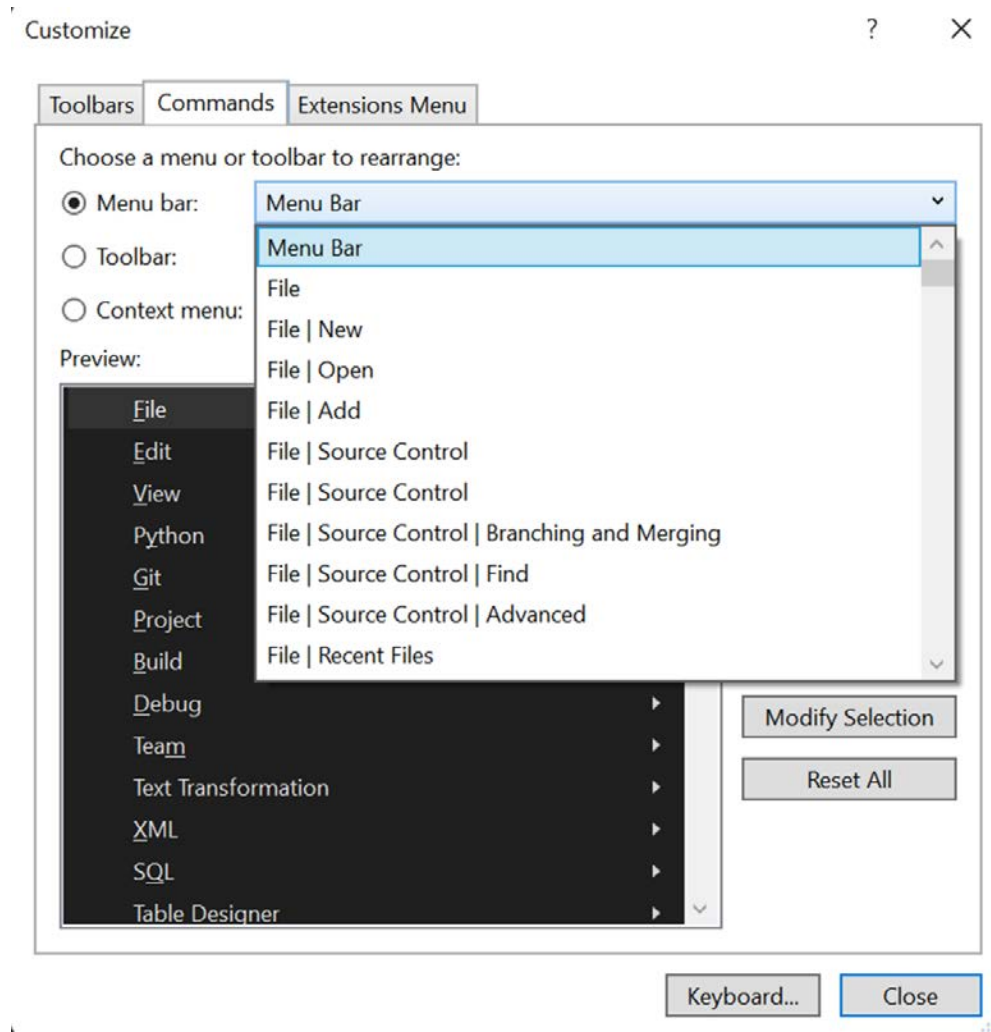 Customize ? ✕
Toolbars Commands Extensions Menu
Choose a menu or toolbar to rearrange:
Menu bar: Menu Bar
Toolbar:
Context menu:
Menu Bar
File
File | New
File | Open
File | Add
File | Source Control
File | Source Control
File | Source Control | Branching and Merging
File | Source Control | Find
File | Source Control | Advanced
File | Recent Files
Preview:
File
Edit
View
Python
Git
Project
Build
Debug
Team
Text Transformation
XML
SQL
Table Designer
Modify Selection
Reset All
Keyboard... Close